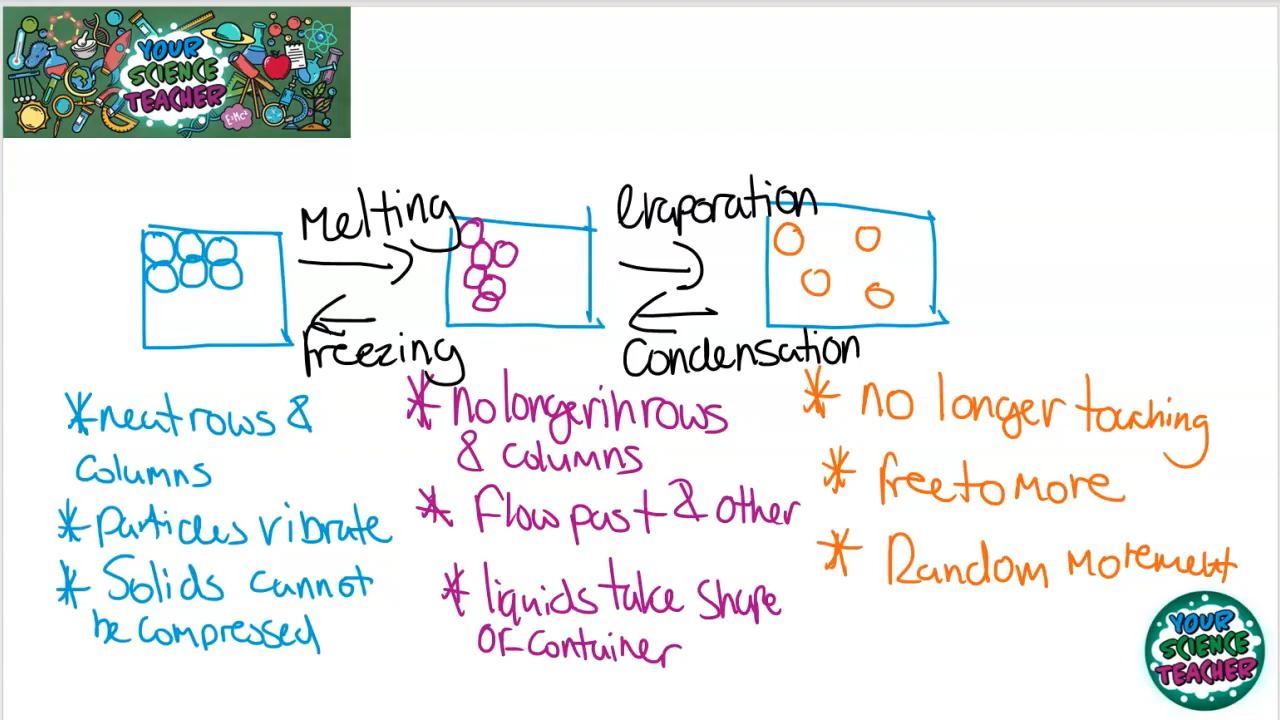 YOUR
SCIENCE
TEACHER
E=MC²
Melting
evaporation
freezing
Condensation
* neat rows &
columns
* Particles vibrate
* Solids cannot
be compressed
* no longer in rows
& columns
* Flow past & other
* liquids take shape
of container
* no longer touching
* free to move
* Random movement
YOUR
SCIENCE
TEACHER